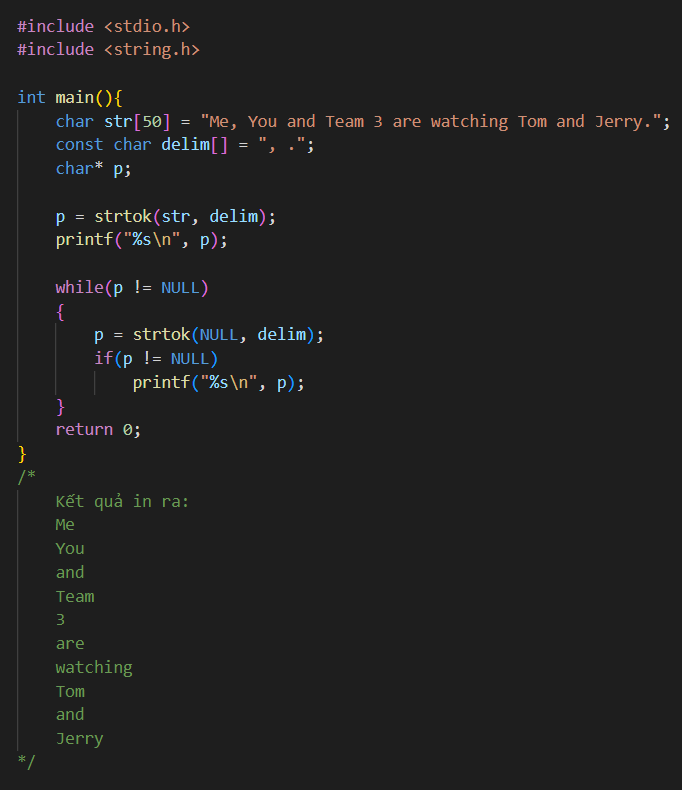 #include <stdio.h>
#include <string.h>

int main(){
    char str[50] = "Me, You and Team 3 are watching Tom and Jerry.";
    const char delim[] = ", .";
    char* p;

    p = strtok(str, delim);
    printf("%s\n", p);

    while(p != NULL)
    {
        p = strtok(NULL, delim);
        if(p != NULL)
            printf("%s\n", p);
    }
    return 0;
}
/*
    Kết quả in ra:
    Me
    You
    and
    Team
    3
    are
    watching
    Tom
    and
    Jerry
*/